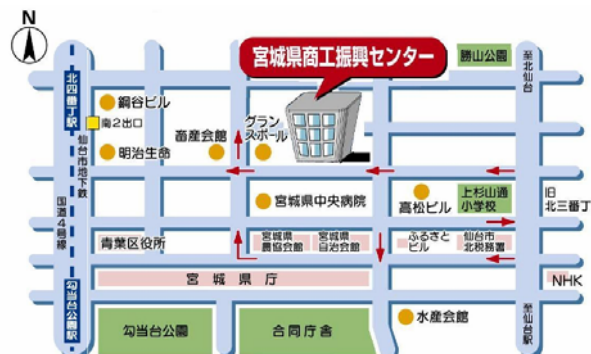 N
宮城県商工振興センター
勝山公園
至北仙台
北四番丁駅
鍋谷ビル
南2出口
グラン
スポール
畜産会館
明治生命
仙台市地下鉄
国道4号線
宮城県中央病院
高松ビル
上杉山通
小学校
旧
北三番丁
青葉区役所
宮城県
農協会館
宮城県
自治会館
ふるさと
ビル
仙台市
北税務署
宮城県庁
NHK
勾当台公園駅
勾当台公園
合同庁舎
水産会館
至仙台駅